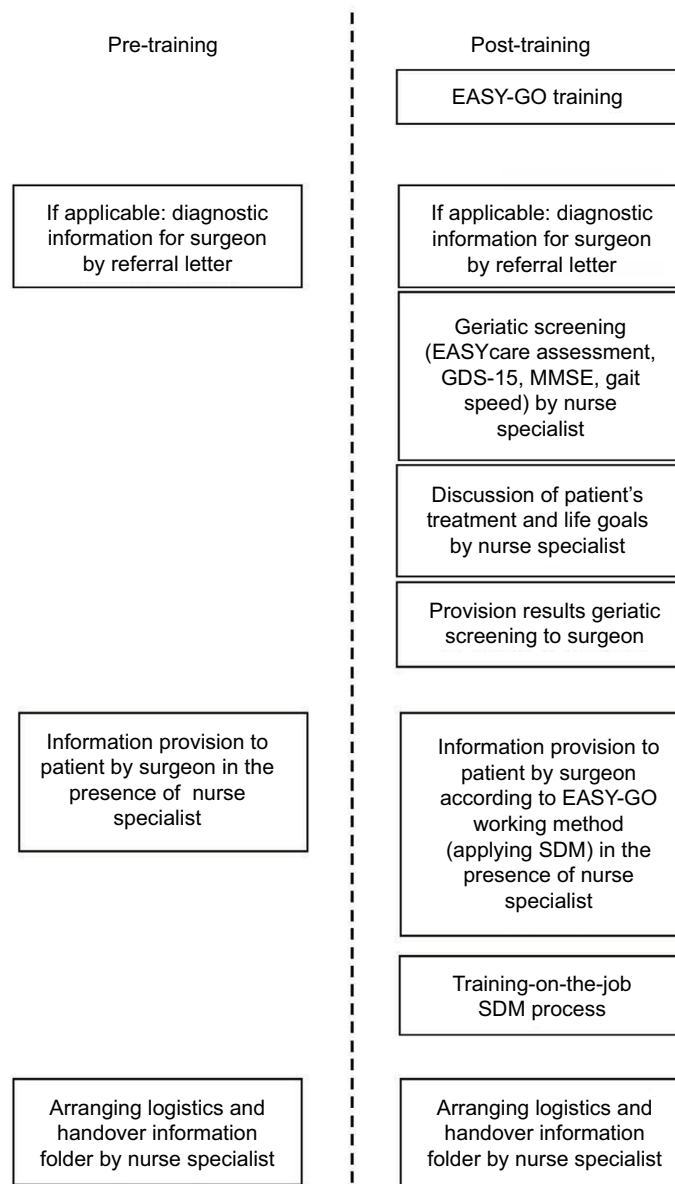 Pre-training
Post-training
EASY-GO training
If applicable: diagnostic
information for surgeon
by referral letter
If applicable: diagnostic
information for surgeon
by referral letter
Geriatic screening
(EASYcare assessment,
GDS-15, MMSE, gait
speed) by nurse
specialist
Discussion of patient’s
treatment and life goals
by nurse specialist
Provision results geriatic
screening to surgeon
Information provision to
patient by surgeon in the
presence of nurse
specialist
Information provision to
patient by surgeon
according to EASY-GO
working method
(applying SDM) in the
presence of nurse
specialist
Training-on-the-job
SDM process
Arranging logistics and
handover information
folder by nurse specialist
Arranging logistics and
handover information
folder by nurse specialist